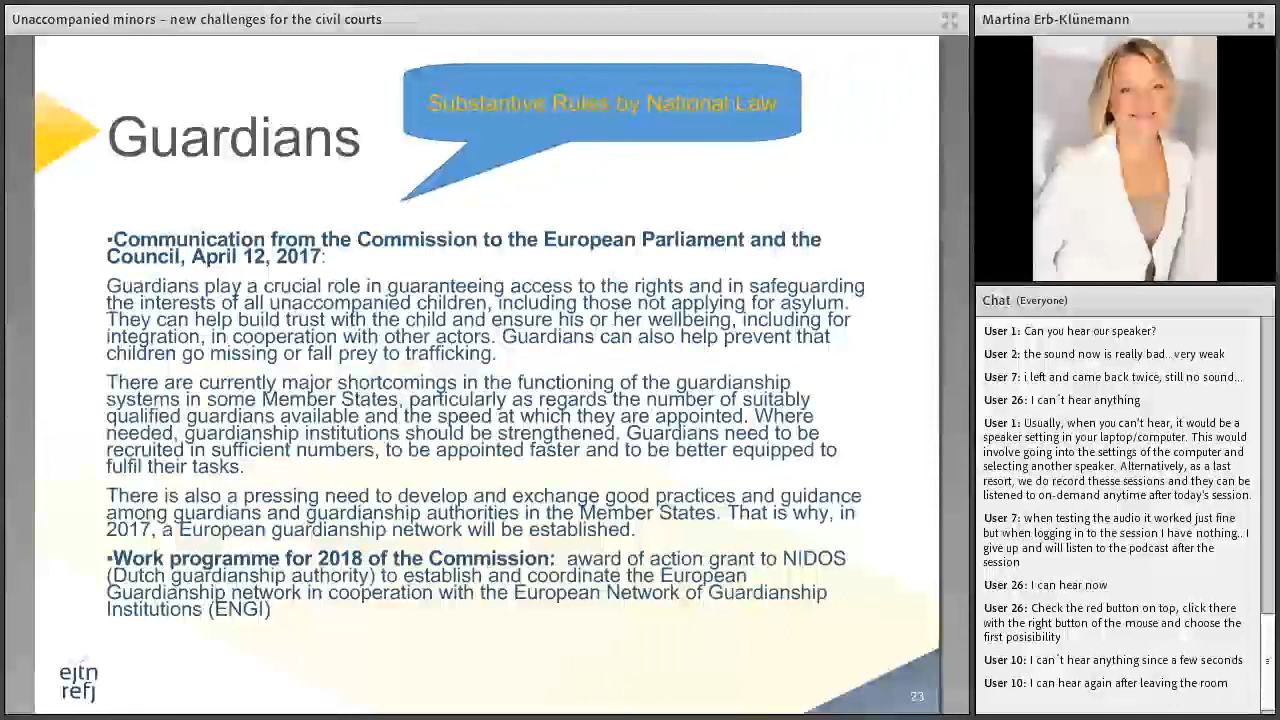 Unaccompanied minors – new challenges for the civil courts
Substantive Rules by National Law
Guardians
▪Communication from the Commission to the European Parliament and the
Council, April 12, 2017:
Guardians play a crucial role in guaranteeing access to the rights and in safeguarding
the interests of all unaccompanied children, including those not applying for asylum.
They can help build trust with the child and ensure his or her wellbeing, including for
integration, in cooperation with other actors. Guardians can also help prevent that
children go missing or fall prey to trafficking.
There are currently major shortcomings in the functioning of the guardianship
systems in some Member States, particularly as regards the number of suitably
qualified guardians available and the speed at which they are appointed. Where
needed, guardianship institutions should be strengthened. Guardians need to be
recruited in sufficient numbers, to be appointed faster and to be better equipped to
fulfil their tasks.
There is also a pressing need to develop and exchange good practices and guidance
among guardians and guardianship authorities in the Member States. That is why, in
2017, a European guardianship network will be established.
▪Work programme for 2018 of the Commission: award of action grant to NIDOS
(Dutch guardianship authority) to establish and coordinate the European
Guardianship network in cooperation with the European Network of Guardianship
Institutions (ENGI)
ejtn
refj
23
Martina Erb-Klünemann
Chat (Everyone)
User 1: Can you hear our speaker?
User 2: the sound now is really bad.. very weak
User 7: i left and came back twice, still no sound...
User 26: I can´t hear anything
User 1: Usually, when you can't hear, it would be a
speaker setting in your laptop/computer. This would
involve going into the settings of the computer and
selecting another speaker. Alternatively, as a last
resort, we do record thesse sessions and they can be
listened to on-demand anytime after today's session.
User 7: when testing the audio it worked just fine
but when logging in to the session I have nothing.. I
give up and will listen to the podcast after the
session
User 26: I can hear now
User 26: Check the red button on top, click there
with the right button of the mouse and choose the
first posisibility
User 10: I can´t hear anything since a few seconds
User 10: I can hear again after leaving the room